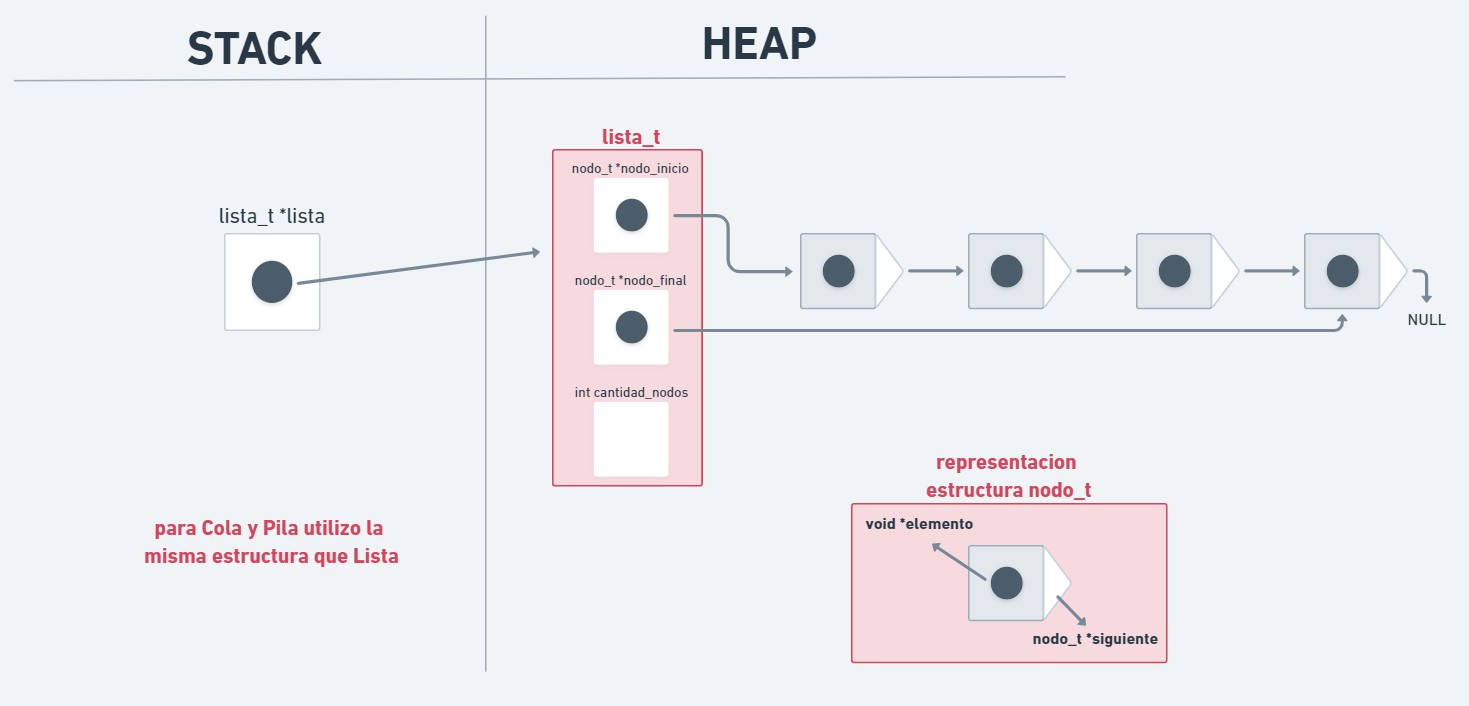 STACK
HEAP
lista_t *lista
lista_t
nodo_t *nodo_inicio
nodo_t *nodo_final
int cantidad_nodos
NULL
para Cola y Pila utilizo la
misma estructura que Lista
representacion
estructura nodo_t
void *elemento
nodo_t *siguiente